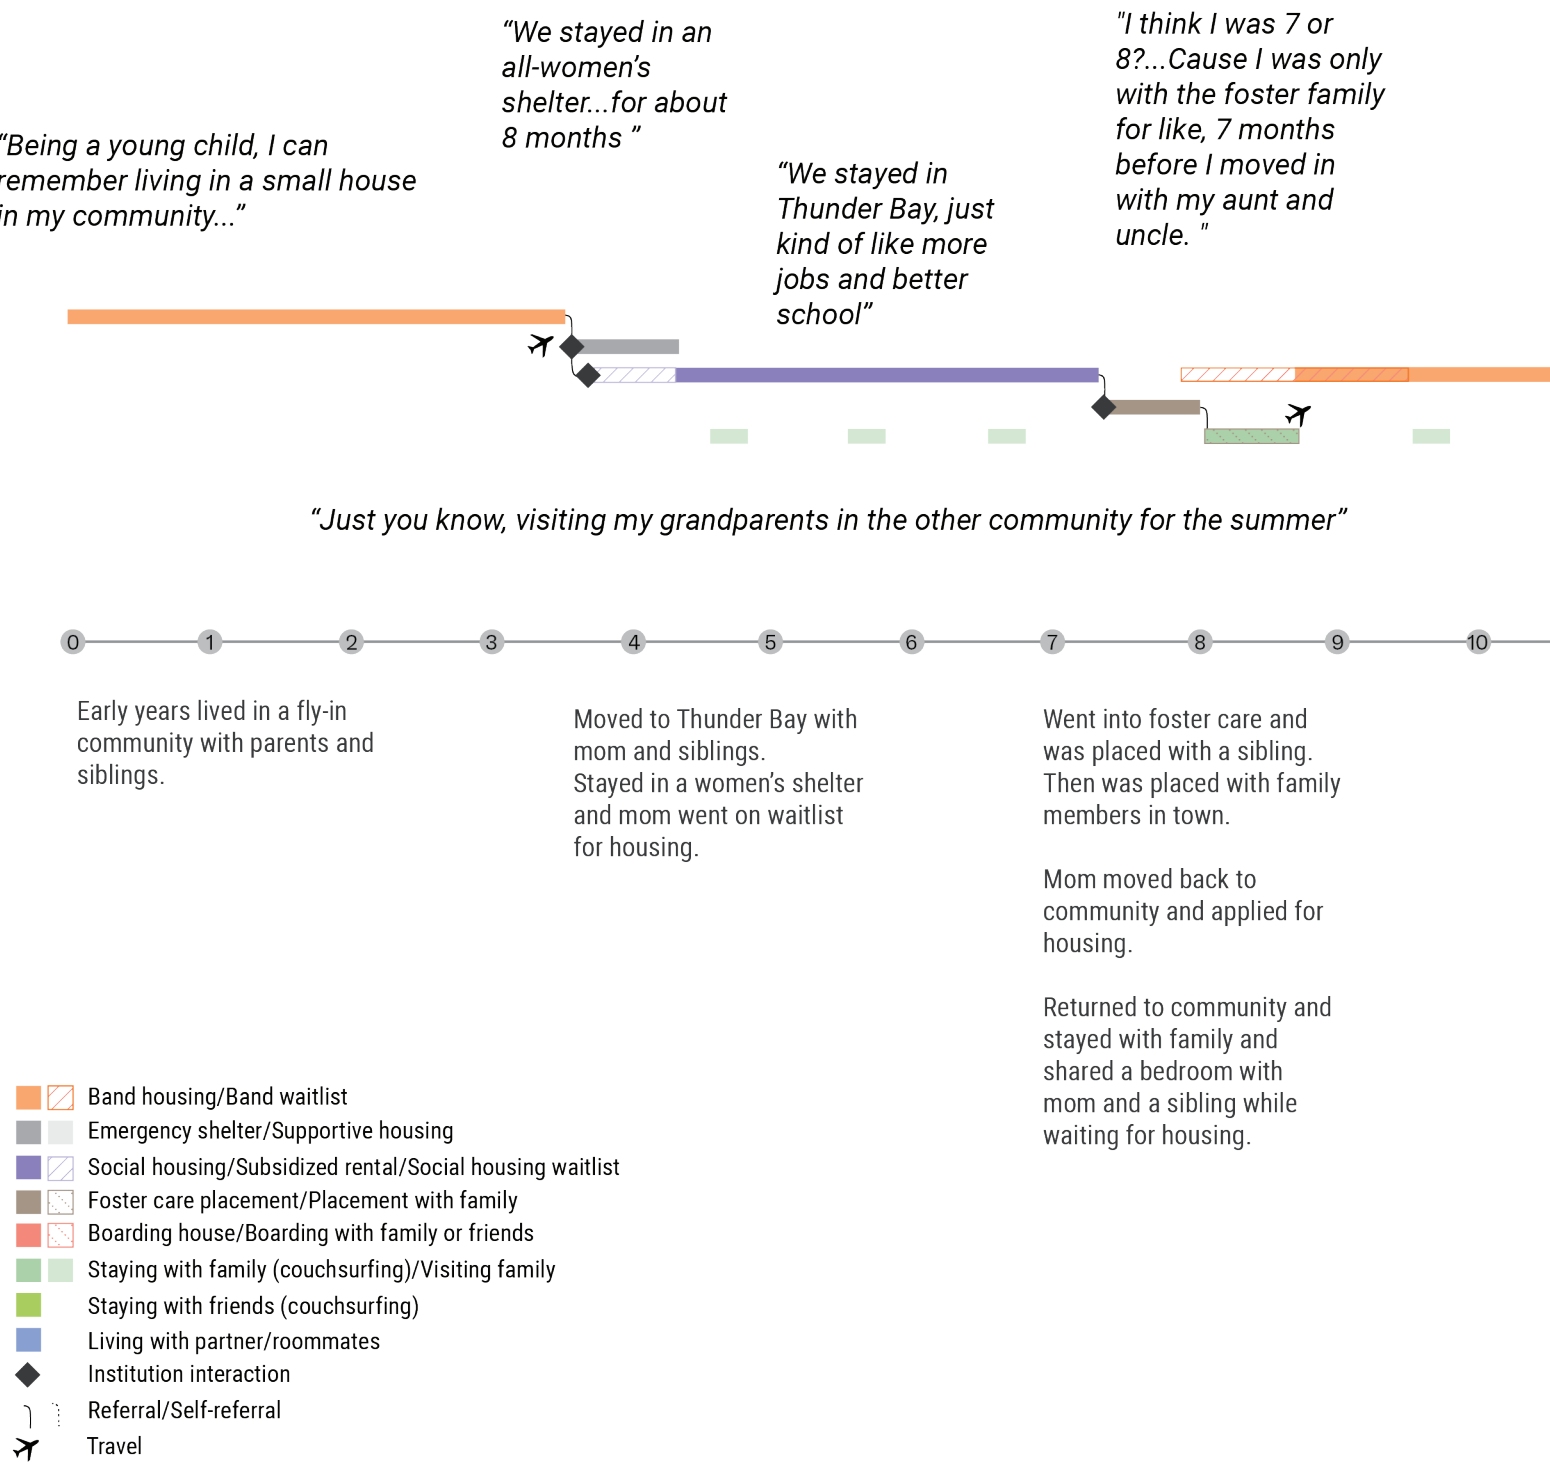 “We stayed in an
all-women’s
shelter...for about
8 months ”
"I think I was 7 or
8?...Cause I was only
with the foster family
for like, 7 months
before I moved in
with my aunt and
uncle. "
“Being a young child, I can
remember living in a small house
in my community...”
“We stayed in
Thunder Bay, just
kind of like more
jobs and better
school”
“Just you know, visiting my grandparents in the other community for the summer”
0 1 2 3 4 5 6 7 8 9 10
Early years lived in a fly-in
community with parents and
siblings.
Moved to Thunder Bay with
mom and siblings.
Stayed in a women’s shelter
and mom went on waitlist
for housing.
Went into foster care and
was placed with a sibling.
Then was placed with family
members in town.
Mom moved back to
community and applied for
housing.
Returned to community and
stayed with family and
shared a bedroom with
mom and a sibling while
waiting for housing.
Band housing/Band waitlist
Emergency shelter/Supportive housing
Social housing/Subsidized rental/Social housing waitlist
Foster care placement/Placement with family
Boarding house/Boarding with family or friends
Staying with family (couchsurfing)/Visiting family
Staying with friends (couchsurfing)
Living with partner/roommates
Institution interaction
Referral/Self-referral
Travel